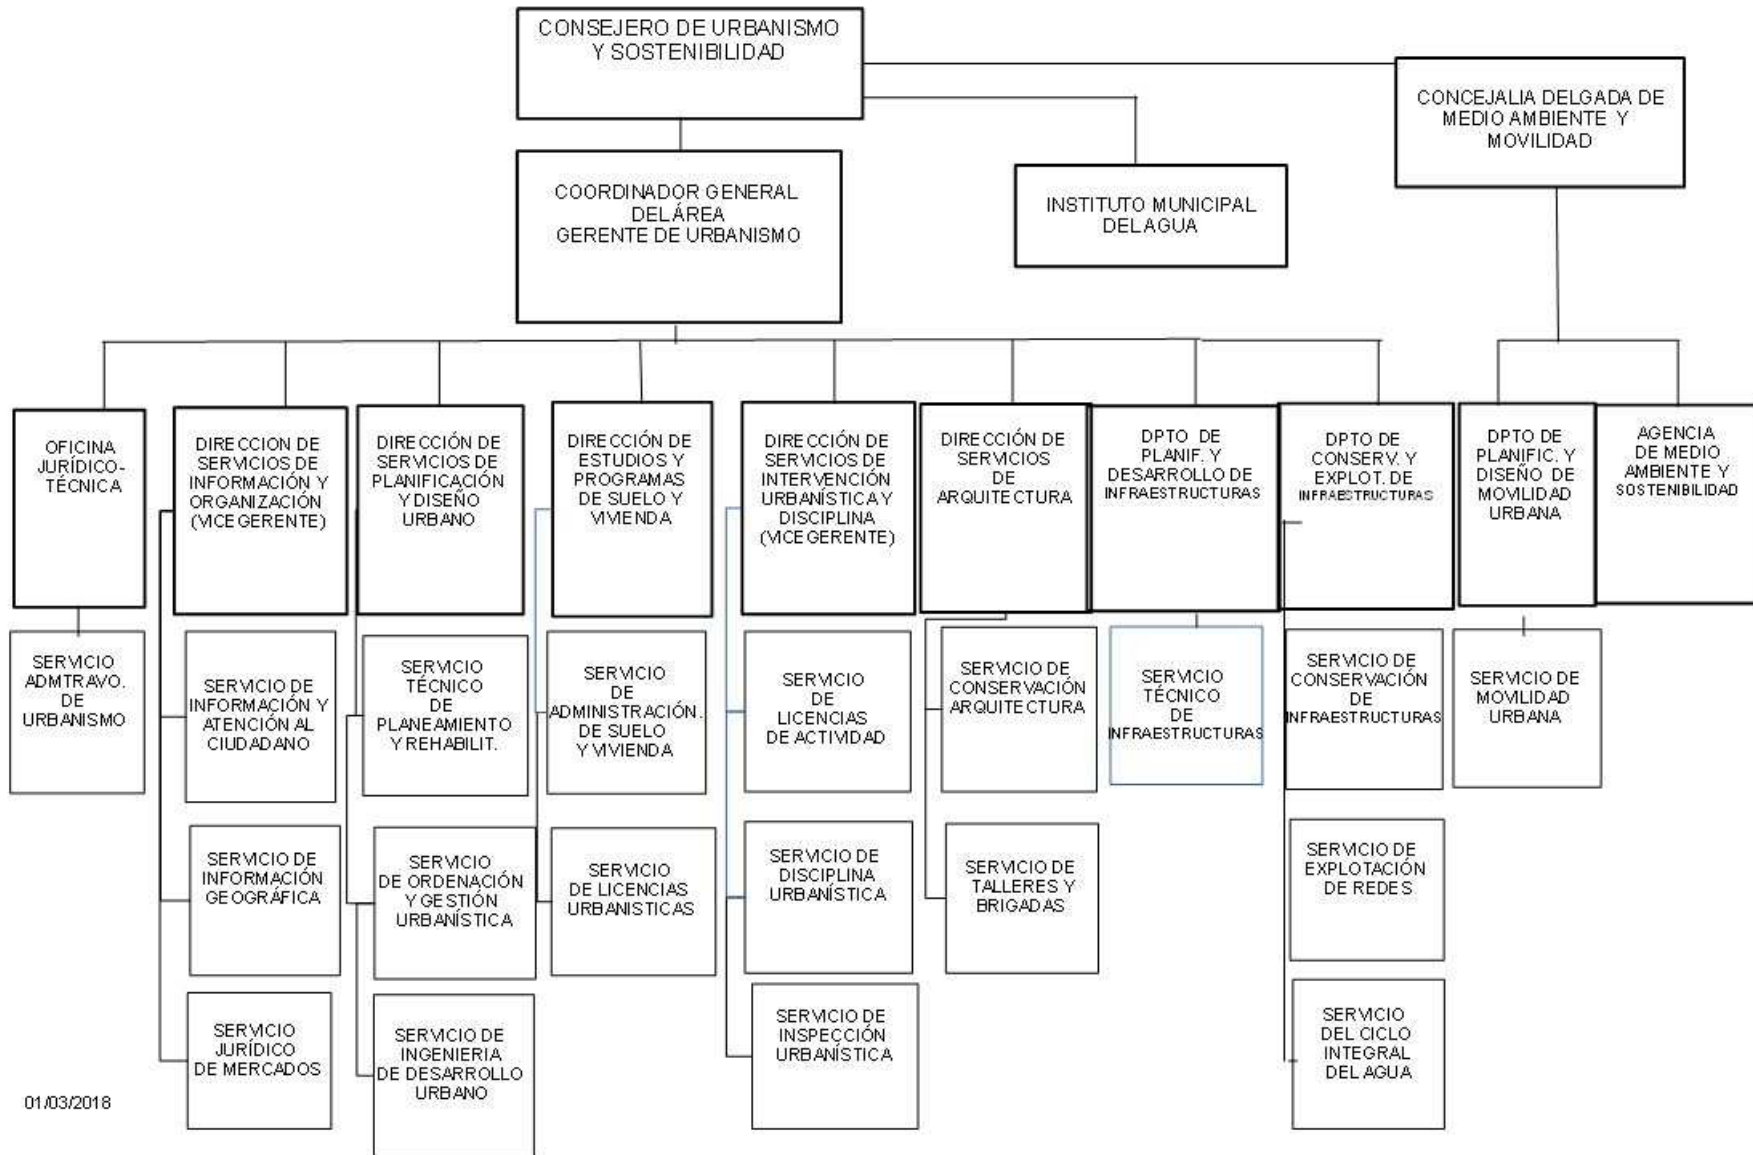 CONSEJERO DE URBANISMO
Y SOSTENIBILIDAD
CONCEJALIA DELGADA DE
MEDIO AMBIENTE Y
MOVILIDAD
COORDINADOR GENERAL
DEL ÁREA
GERENTE DE URBANISMO
INSTITUTO MUNICIPAL
DEL AGUA
OFICINA
JURÍDICO-
TÉCNICA
DIRECCION DE
SERVICIOS DE
INFORMACIÓN Y
ORGANIZACIÓN
(VICEGERENTE)
DIRECCIÓN DE
SERVICIOS DE
PLANIFICACIÓN
Y DISEÑO
URBANO
DIRECCIÓN DE
ESTUDIOS Y
PROGRAMAS
DE SUELO Y
VIVIENDA
DIRECCIÓN DE
SERVICIOS DE
INTERVENCIÓN
URBANÍSTICA Y
DISCIPLINA
(VICEGERENTE)
DIRECCIÓN DE
SERVICIOS
DE
ARQUITECTURA
DPTO DE
PLANIF. Y
DESARROLLO DE
INFRAESTRUCTURAS
DPTO DE
CONSERV. Y
EXPLOT. DE
INFRAESTRUCTURAS
DPTO DE
PLANIFIC. Y
DISEÑO DE
MOVILIDAD
URBANA
AGENCIA
DE MEDIO
AMBIENTE Y
SOSTENIBILIDAD
SERVICIO
ADMTRAVO.
DE
URBANISMO
SERVICIO DE
INFORMACIÓN Y
ATENCIÓN AL
CIUDADANO
SERVICIO
TÉCNICO
DE
PLANEAMIENTO
Y REHABILIT.
SERVICIO
DE
ADMINISTRACIÓN.
DE SUELO
Y VIVIENDA
SERVICIO
DE
LICENCIAS
DE ACTIVIDAD
SERVICIO DE
CONSERVACIÓN
ARQUITECTURA
SERVICIO
TÉCNICO
DE
INFRAESTRUCTURAS
SERVICIO DE
CONSERVACIÓN
DE
INFRAESTRUCTURAS
SERVICIO DE
MOVILIDAD
URBANA
SERVICIO DE
INFORMACIÓN
GEOGRÁFICA
SERVICIO
DE ORDENACIÓN
Y GESTIÓN
URBANÍSTICA
SERVICIO
DE LICENCIAS
URBANISTICAS
SERVICIO DE
DISCIPLINA
URBANÍSTICA
SERVICIO DE
TALLERES Y
BRIGADAS
SERVICIO DE
EXPLOTACIÓN
DE REDES
SERVICIO
JURÍDICO
DE MERCADOS
SERVICIO DE
INGENIERIA
DE DESARROLLO
URBANO
SERVICIO DE
INSPECCIÓN
URBANÍSTICA
SERVICIO
DEL CICLO
INTEGRAL
DEL AGUA
01/03/2018